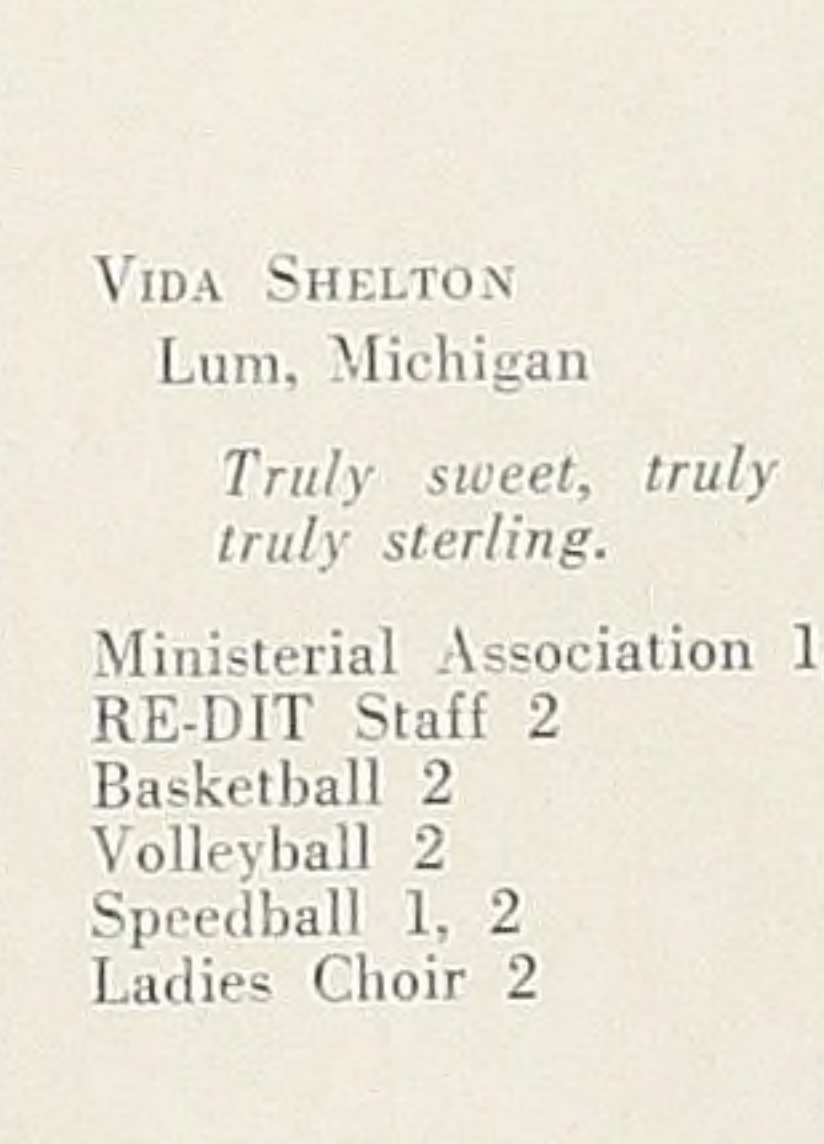 VIDA SHELTON
Lum, Michigan
Truly sweet, truly
truly sterling.
Ministerial Association 1
RE-DIT Staff 2
Basketball 2
Volleyball 2
Speedball 1, 2
Ladies Choir 2